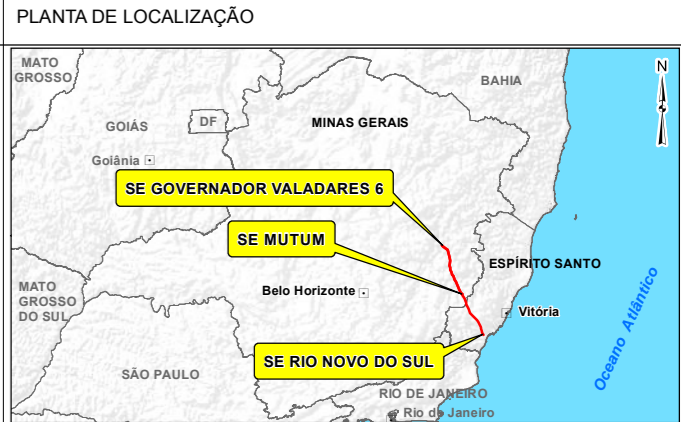 PLANTA DE LOCALIZAÇÃO
MATO
GROSSO
BAHIA
N
GOIÁS
DF
MINAS GERAIS
Goiânia
SE GOVERNADOR VALADARES 6
SE MUTUM
ESPÍRITO SANTO
MATO
GROSSO
DO SUL
Belo Horizonte
Vitória
Oceano Atlântico
SE RIO NOVO DO SUL
SÃO PAULO
RIO DE JANEIRO
Rio de Janeiro